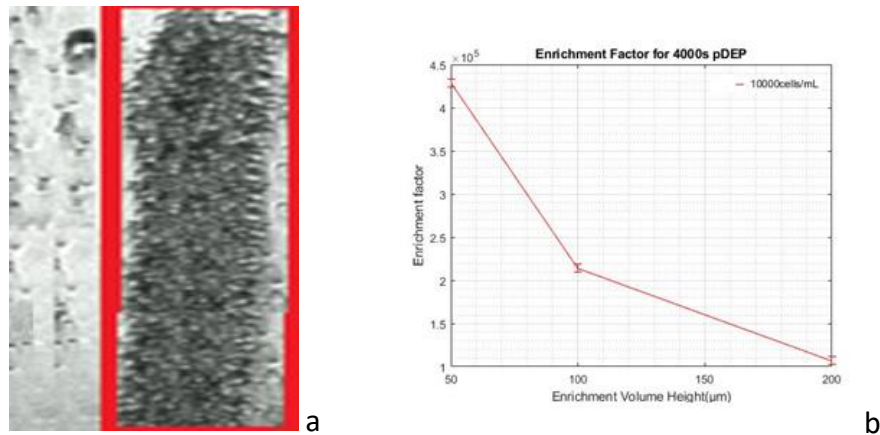 a
Enrichment Factor for 4000s pDEP
×10^5
10000cells/mL
4.5
4
3.5
3
2.5
2
1.5
1
Enrichment factor
50
100
150
200
Enrichment Volume Height(μm)
b